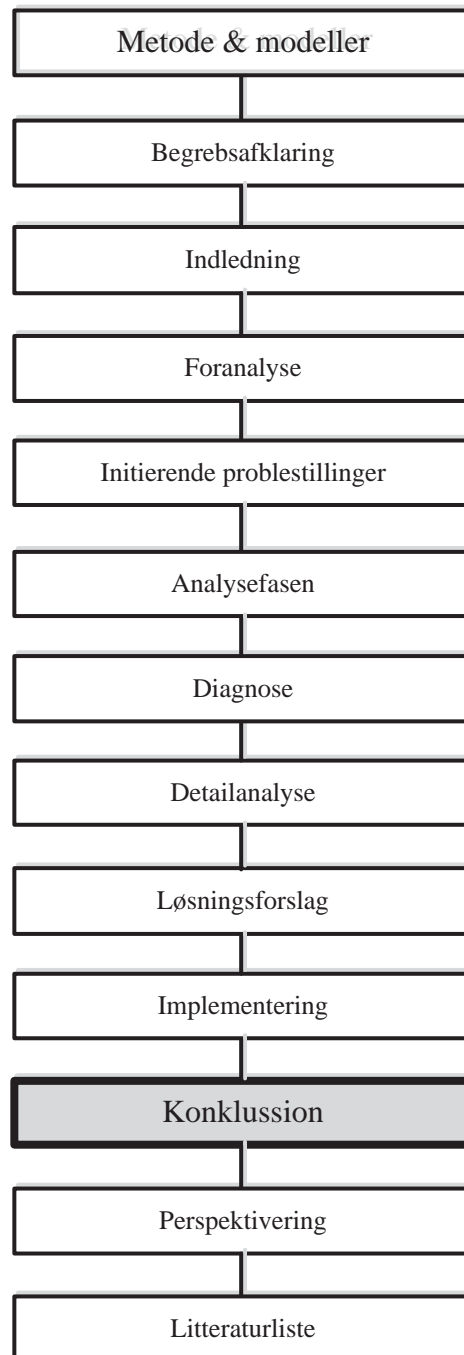 Metode & modeller
Begrebsafklaring
Indledning
Foranalyse
Initierende problestillinger
Analysefasen
Diagnose
Detailanalyse
Løsningsforslag
Implementering
Konklussion
Perspektivering
Litteraturliste